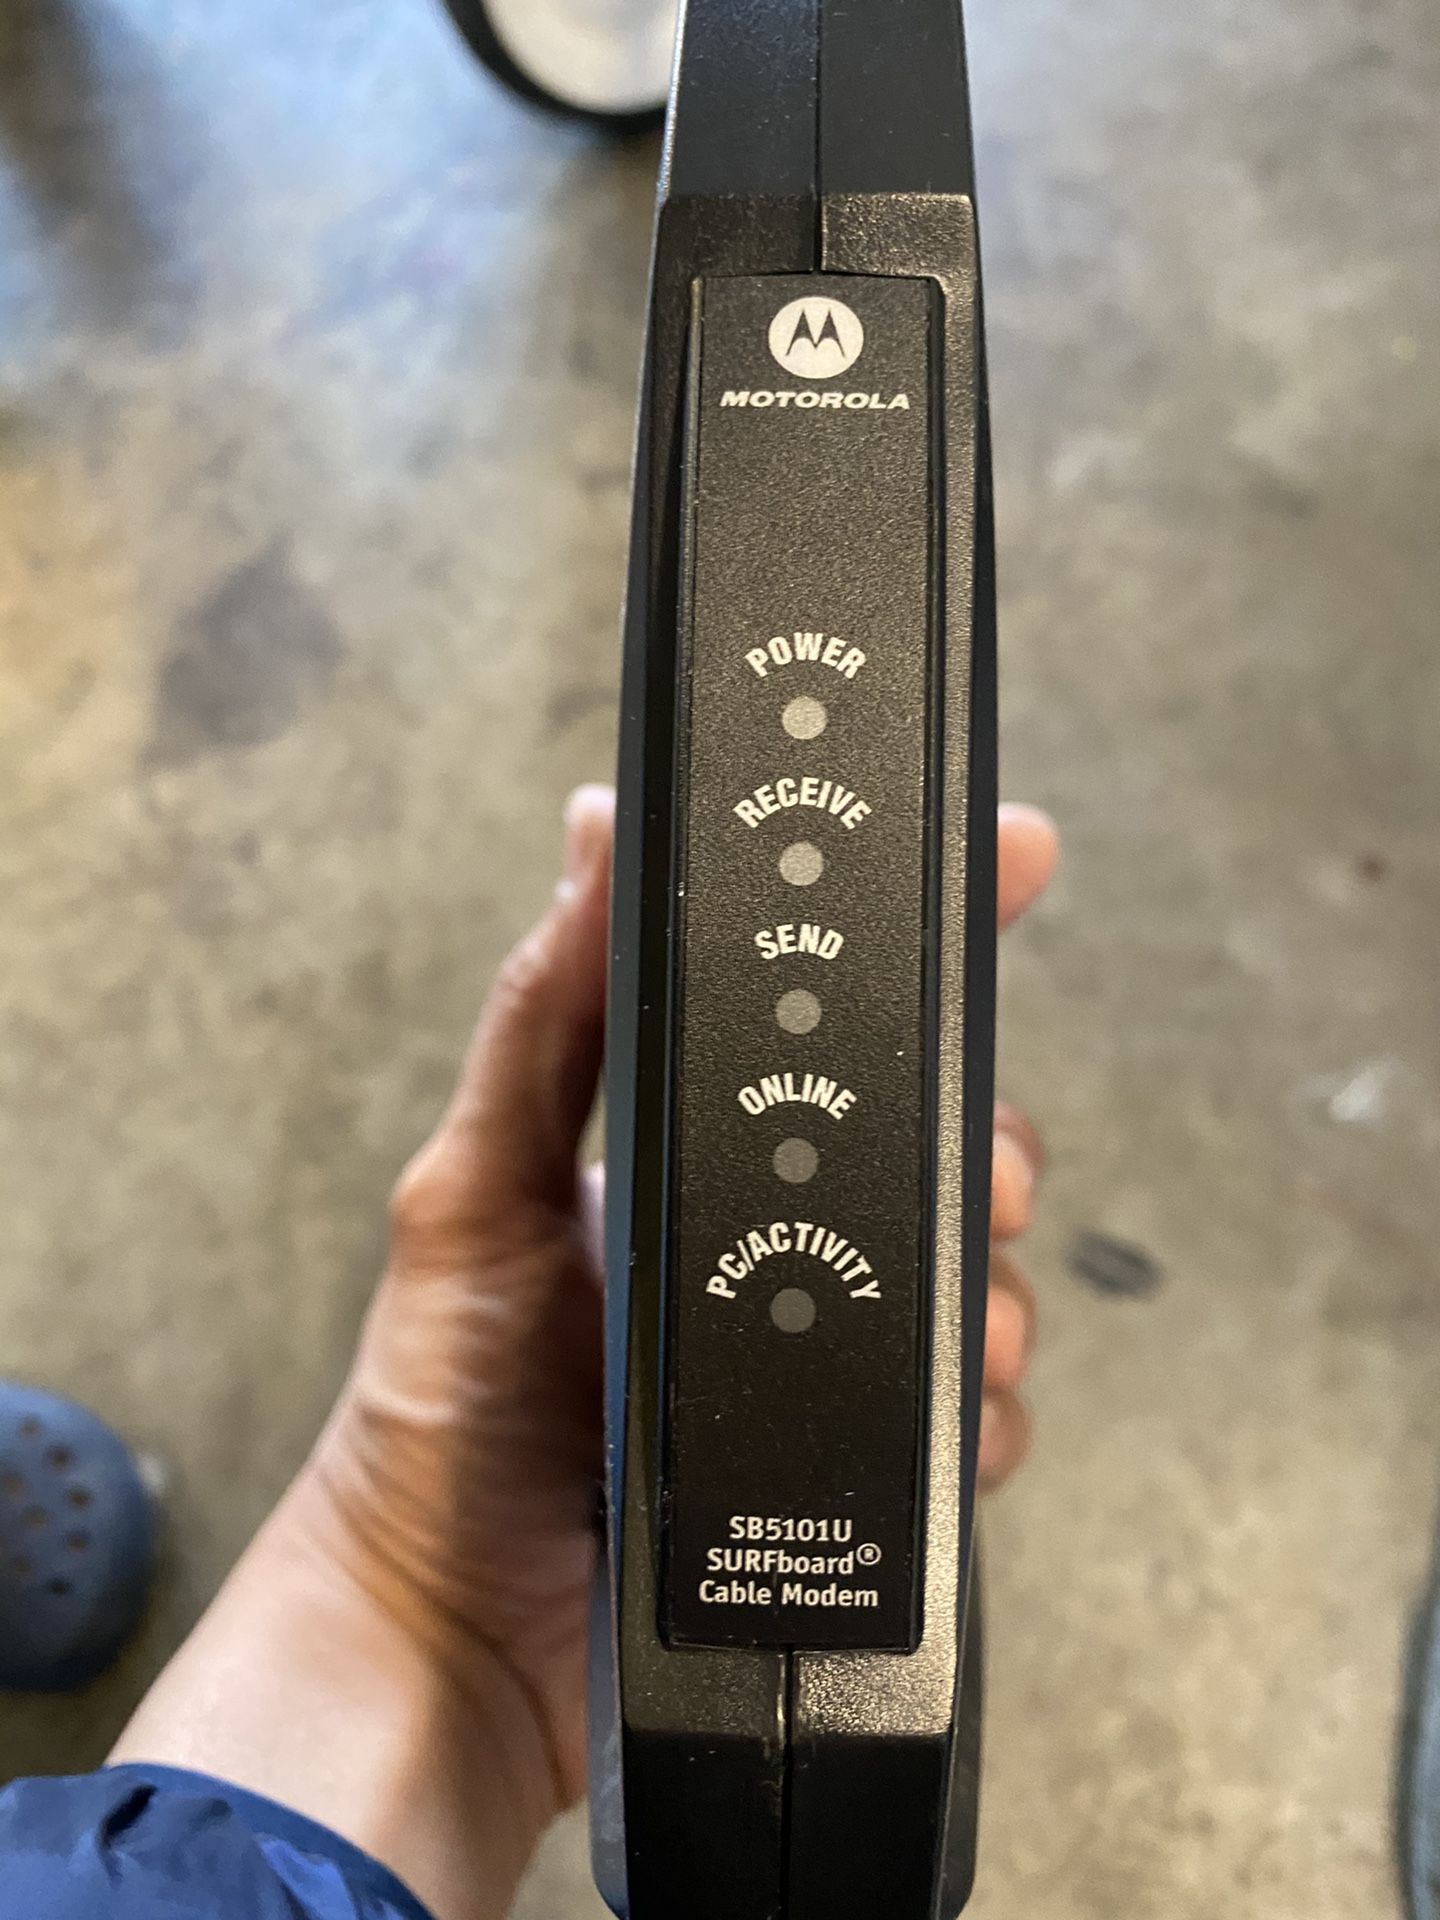 MOTOROLA
POWER
RECEIVE
SEND
ONLINE
PC/ACTIVITY
SB5101U
SURFboard®
Cable Modem